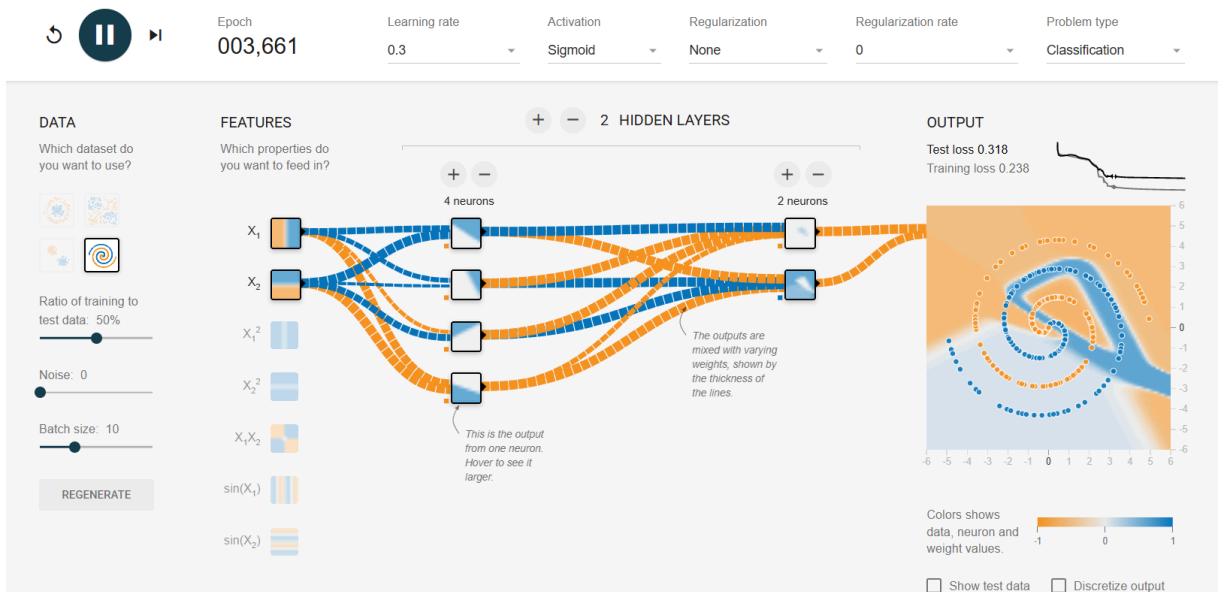 Epoch
003,661
Learning rate
0.3
Activation
Sigmoid
Regularization
None
Regularization rate
0
Problem type
Classification
DATA
Which dataset do
you want to use?
Ratio of training to
test data: 50%
Noise: 0
Batch size: 10
REGENERATE
FEATURES
Which properties do
you want to feed in?
X₁
X₂
X₁²
X₂²
X₁X₂
sin(X₁)
sin(X₂)
+ − 2 HIDDEN LAYERS
+ −
4 neurons
+ −
2 neurons
This is the output
from one neuron.
Hover to see it
larger.
The outputs are
mixed with varying
weights, shown by
the thickness of
the lines.
OUTPUT
Test loss 0.318
Training loss 0.238
6
5
4
3
2
1
0
-1
-2
-3
-4
-5
-6
-6 -5 -4 -3 -2 -1 0 1 2 3 4 5 6
Colors shows
data, neuron and
weight values.
-1 0 1
Show test data
Discretize output